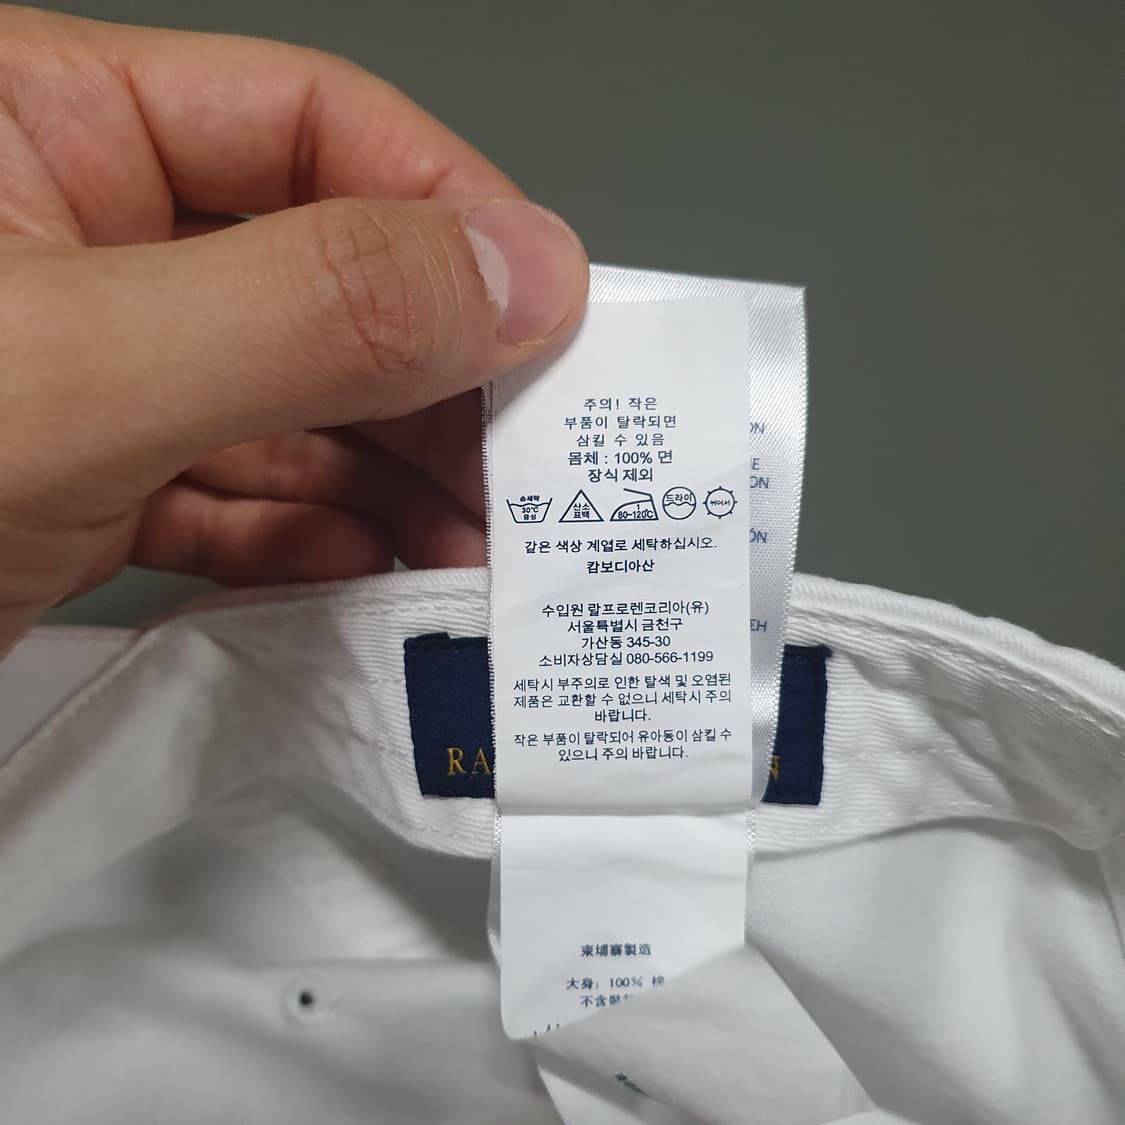 주의! 작은
부품이 탈락되면
삼킬 수 있음
몸체 : 100% 면
장식 제외
손세탁 30℃ 중성
산소 표백
1 80~120℃
드라이
뉘어서
같은 색상 계열로 세탁하십시오.
캄보디아산
수입원 랄프로렌코리아(유)
서울특별시 금천구
가산동 345-30
소비자상담실 080-566-1199
세탁시 부주의로 인한 탈색 및 오염된
제품은 교환할 수 없으니 세탁시 주의
바랍니다.
작은 부품이 탈락되어 유아동이 삼킬 수
있으니 주의 바랍니다.
RA
N
柬埔寨製造
大身: 100% 棉
不含